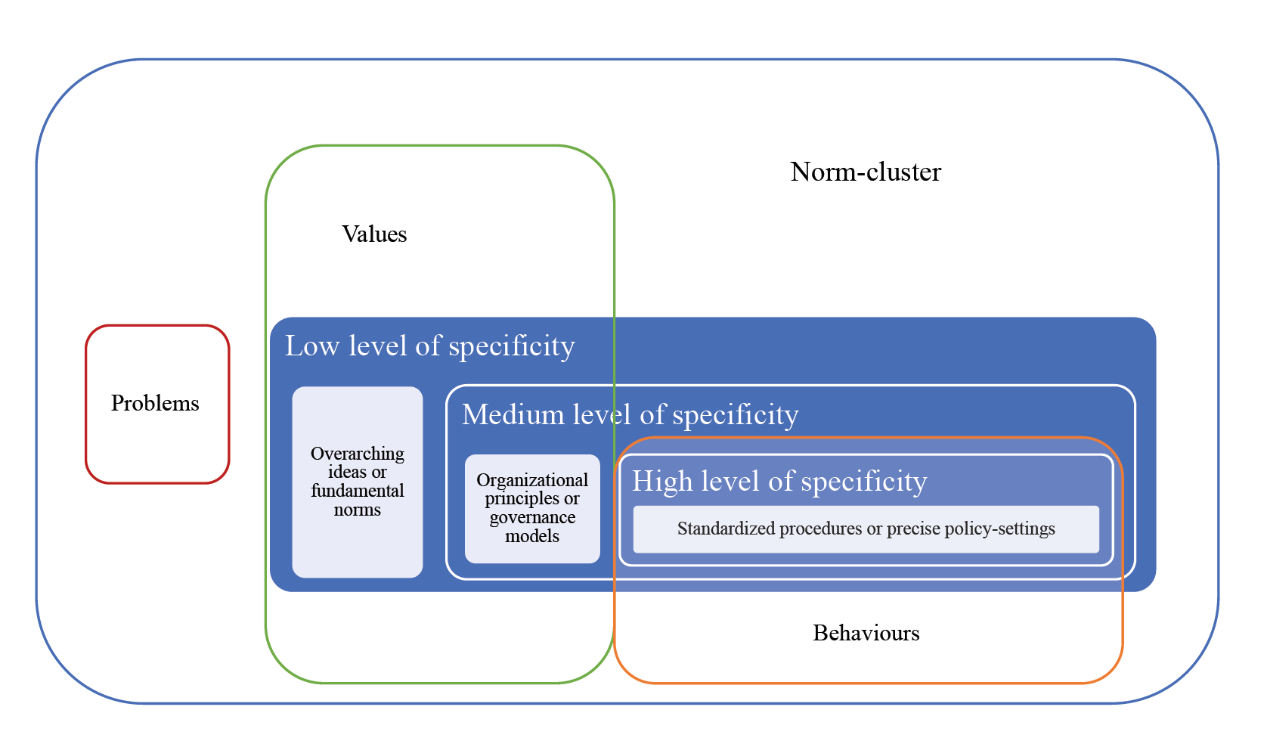 Norm-cluster
Values
Low level of specificity
Problems
Medium level of specificity
Overarching
ideas or
fundamental
norms
Organizational
principles or
governance
models
High level of specificity
Standardized procedures or precise policy-settings
Behaviours